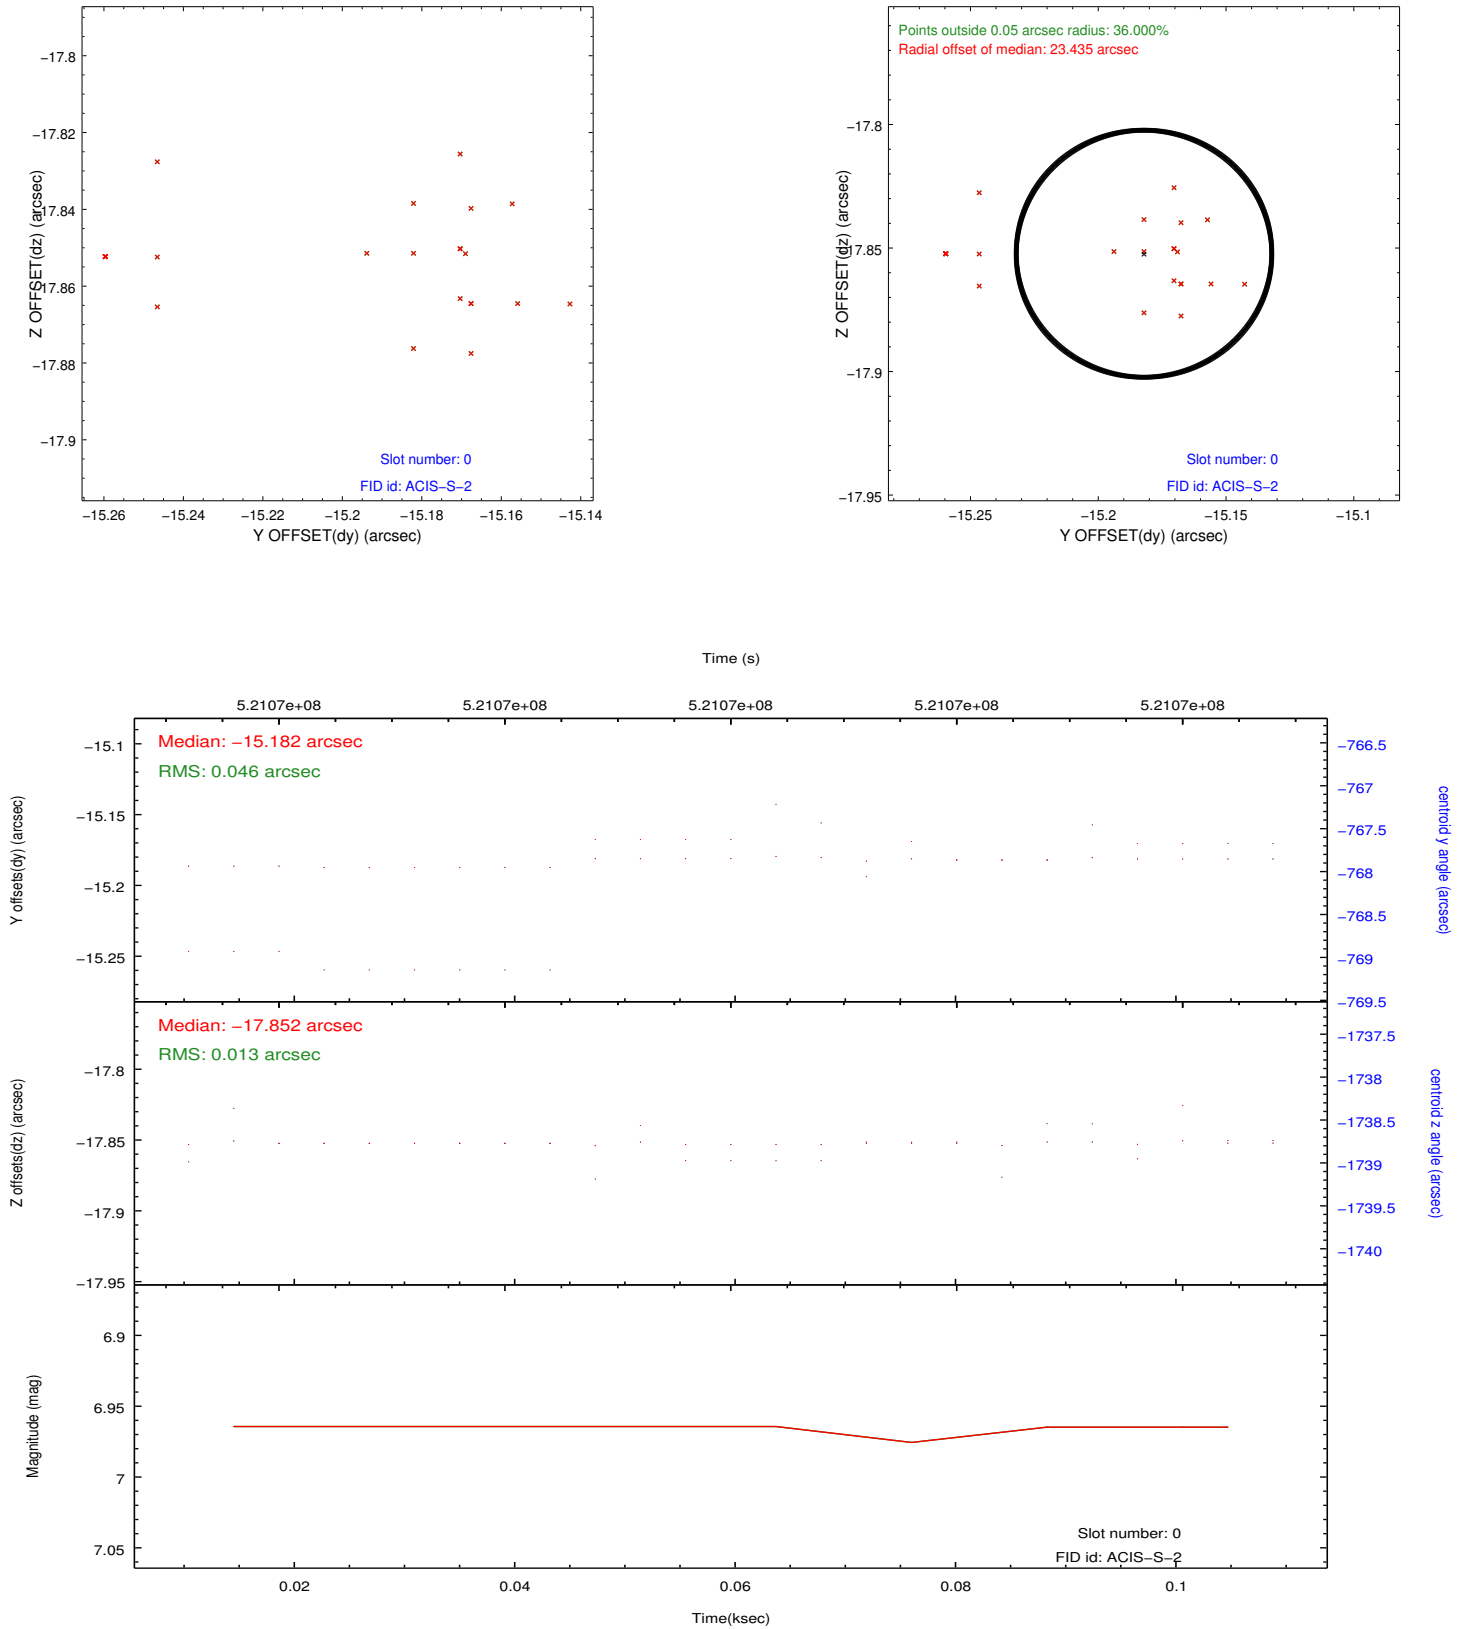 −17.8
−17.82
−17.84
−17.86
−17.88
−17.9
Z OFFSET(dz) (arcsec)
Slot number: 0
FID id: ACIS−S−2
−15.26
−15.24
−15.22
−15.2
−15.18
−15.16
−15.14
Y OFFSET(dy) (arcsec)
Points outside 0.05 arcsec radius: 36.000%
Radial offset of median: 23.435 arcsec
−17.8
−17.85
−17.9
−17.95
Z OFFSET(dz) (arcsec)
Slot number: 0
FID id: ACIS−S−2
−15.25
−15.2
−15.15
−15.1
Y OFFSET(dy) (arcsec)
Time (s)
5.2107e+08
5.2107e+08
5.2107e+08
5.2107e+08
5.2107e+08
Median: −15.182 arcsec
RMS: 0.046 arcsec
−15.1
−15.15
−15.2
−15.25
Y offsets(dy) (arcsec)
−766.5
−767
−767.5
−768
−768.5
−769
−769.5
centroid y angle (arcsec)
Median: −17.852 arcsec
RMS: 0.013 arcsec
−17.8
−17.85
−17.9
−17.95
Z offsets(dz) (arcsec)
−1737.5
−1738
−1738.5
−1739
−1739.5
−1740
centroid z angle (arcsec)
6.9
6.95
7
7.05
Magnitude (mag)
Slot number: 0
FID id: ACIS−S−2
0.02
0.04
0.06
0.08
0.1
Time(ksec)